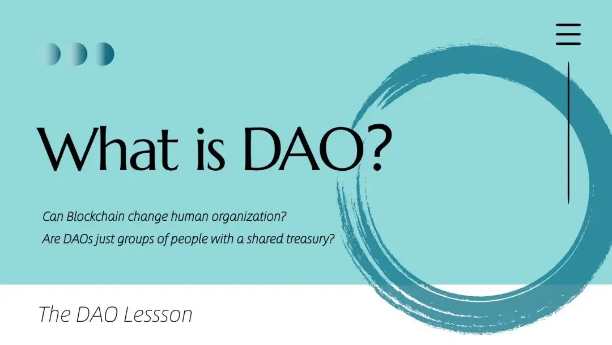 What is DAO?
Can Blockchain change human organization?
Are DAOs just groups of people with a shared treasury?
The DAO Lessson